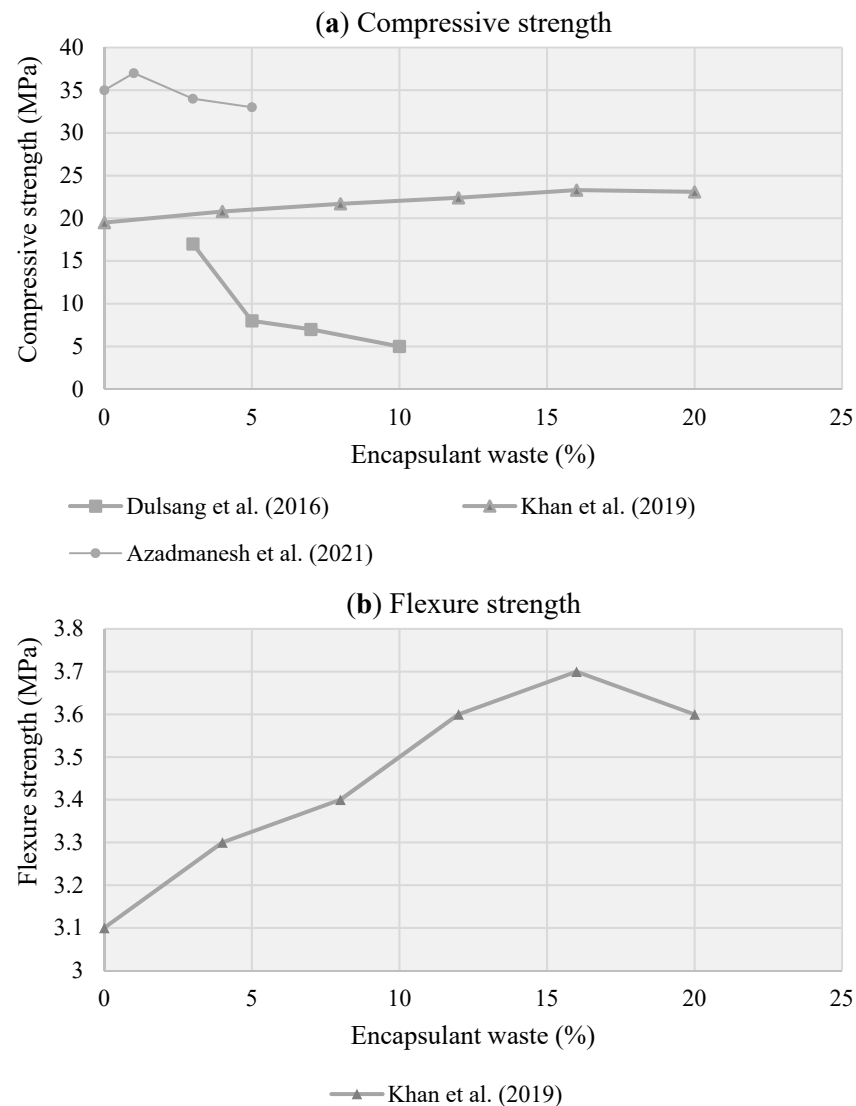 (a) Compressive strength
Compressive strength (MPa)
40
35
30
25
20
15
10
5
0
0 5 10 15 20 25
Encapsulant waste (%)
Dulsang et al. (2016) Khan et al. (2019)
Azadmanesh et al. (2021)
(b) Flexure strength
Flexure strength (MPa)
3.8
3.7
3.6
3.5
3.4
3.3
3.2
3.1
3
0 5 10 15 20 25
Encapsulant waste (%)
Khan et al. (2019)